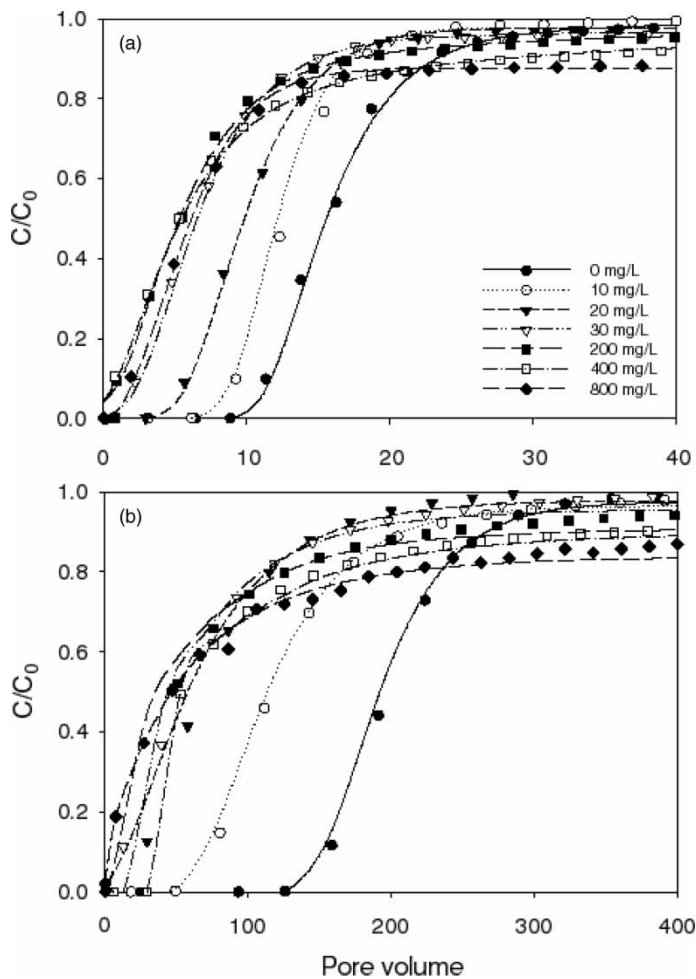 1.0
(a)
0.8
0.6
C/C0
0.4
0.2
0.0
0 mg/L
10 mg/L
20 mg/L
30 mg/L
200 mg/L
400 mg/L
800 mg/L
0 10 20 30 40
1.0
(b)
0.8
0.6
C/C0
0.4
0.2
0.0
0 100 200 300 400
Pore volume